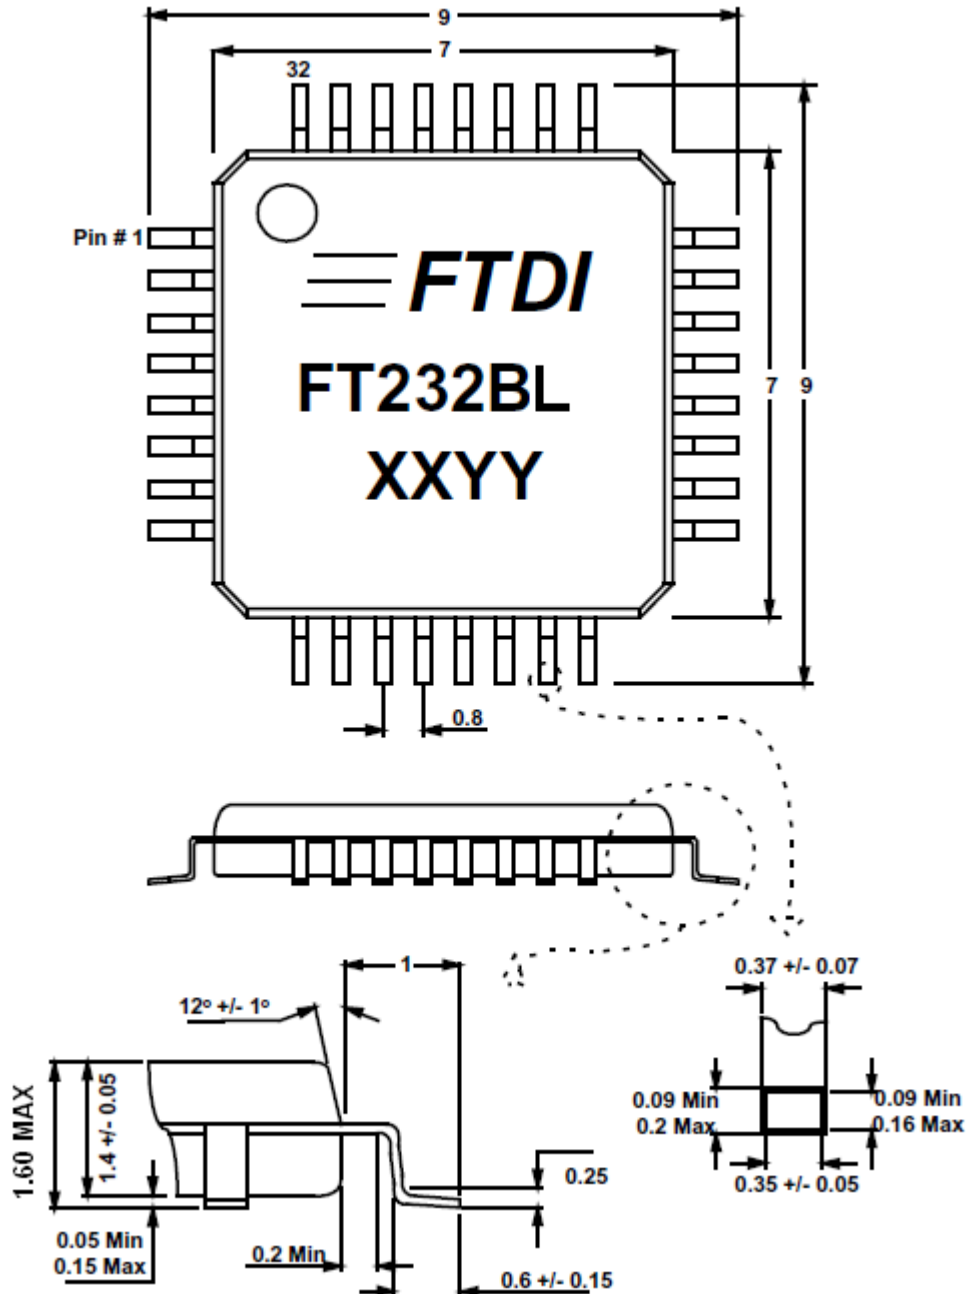 9
7
32
Pin # 1
FTDI
FT232BL
XXYY
7 9
0.8
1
0.37 +/- 0.07
12° +/- 1°
1.60 MAX
1.4 +/- 0.05
0.09 Min
0.2 Max
0.09 Min
0.16 Max
0.25
0.35 +/- 0.05
0.05 Min
0.15 Max
0.2 Min
0.6 +/- 0.15